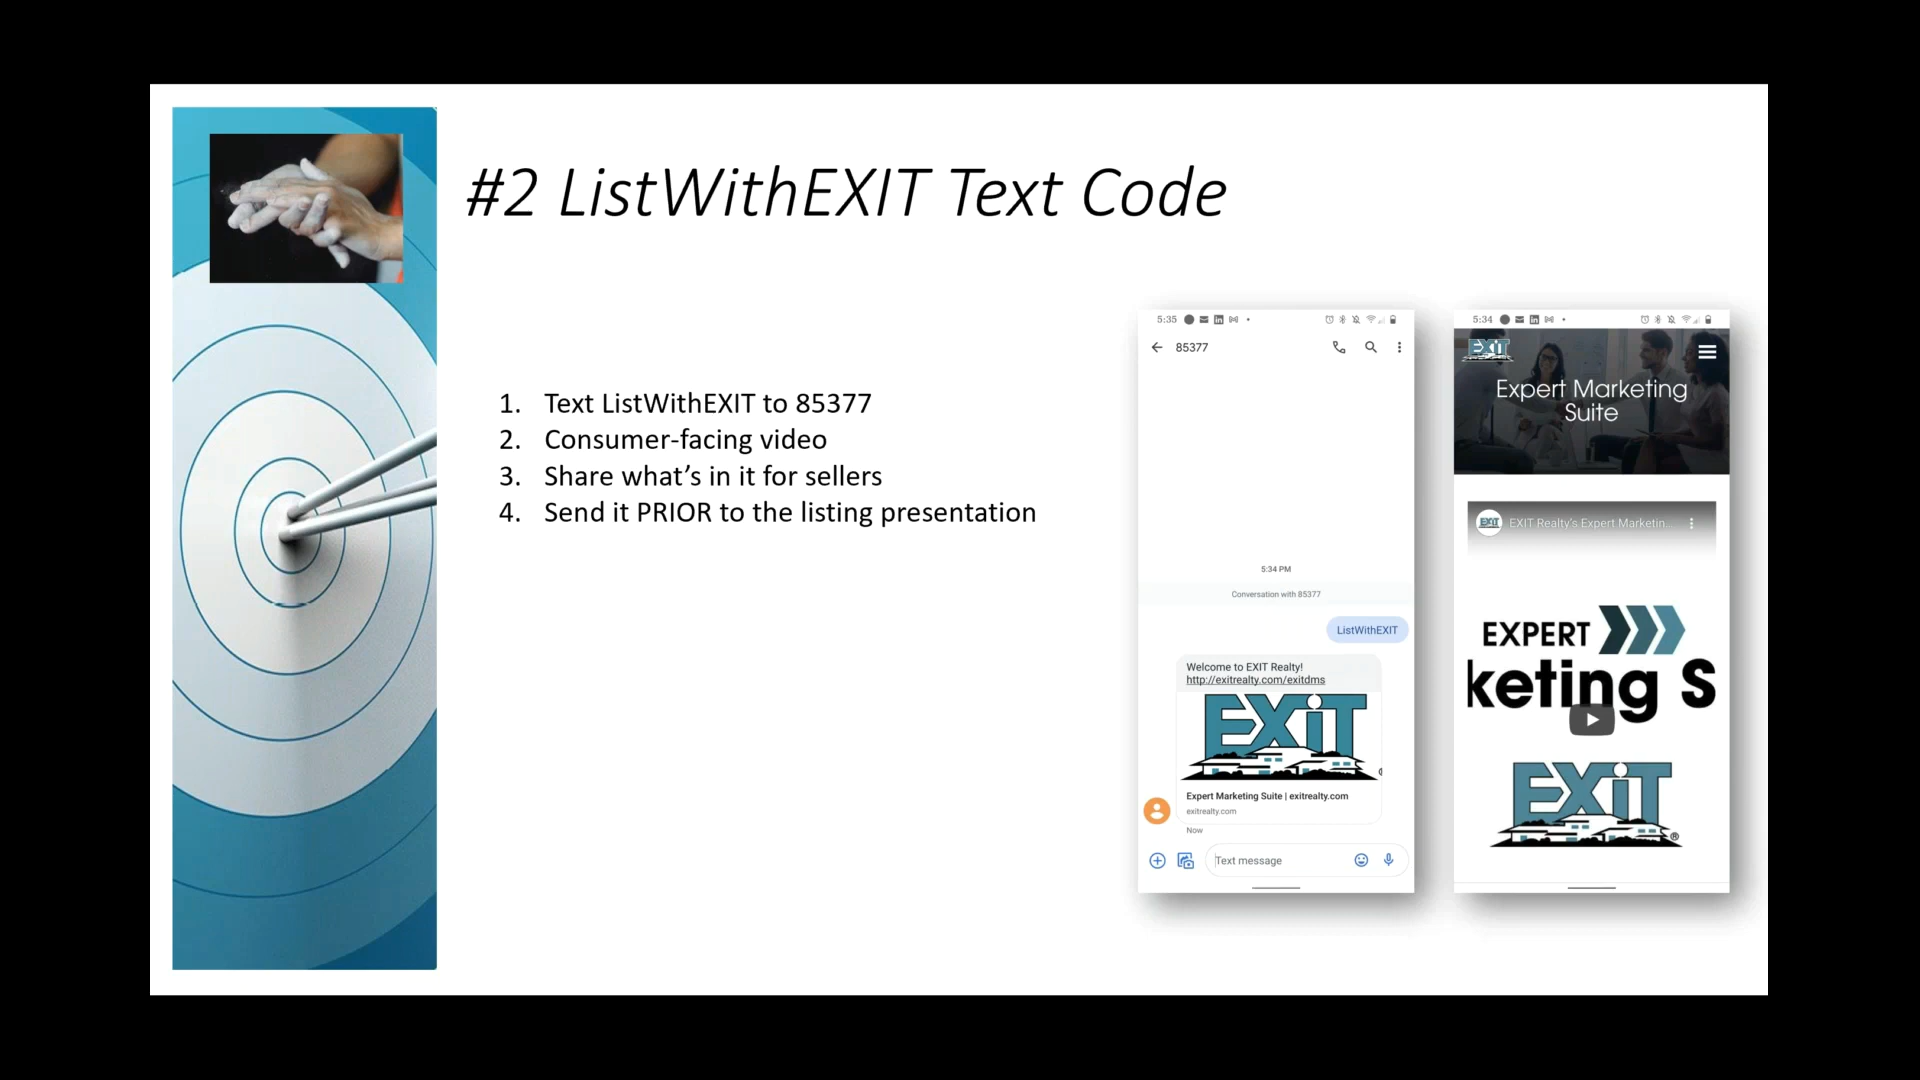 #2 ListWithEXIT Text Code
1. Text ListWithEXIT to 85377
2. Consumer-facing video
3. Share what's in it for sellers
4. Send it PRIOR to the listing presentation
5:35
85377
5:34 PM
Conversation with 85377
ListWithEXIT
Welcome to EXIT Realty!
http://exitrealty.com/exitdms
EXIT
Expert Marketing Suite | exitrealty.com
exitrealty.com
Now
Text message
5:34
EXIT
Expert Marketing
Suite
EXIT
EXIT Realty's Expert Marketin...
EXPERT
keting S
EXIT®